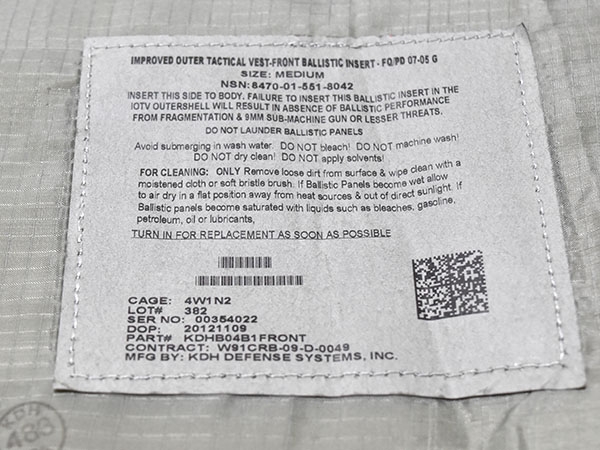 IMPROVED OUTER TACTICAL VEST-FRONT BALLISTIC INSERT - FQ/PD 07-05 G
SIZE: MEDIUM
NSN: 8470-01-551-8042
INSERT THIS SIDE TO BODY. FAILURE TO INSERT THIS BALLISTIC INSERT IN THE
IOTV OUTERSHELL WILL RESULT IN ABSENCE OF BALLISTIC PERFORMANCE
FROM FRAGMENTATION & 9MM SUB-MACHINE GUN OR LESSER THREATS.
DO NOT LAUNDER BALLISTIC PANELS
Avoid submerging in wash water. DO NOT bleach! DO NOT machine wash!
DO NOT dry clean! DO NOT apply solvents!
FOR CLEANING: ONLY Remove loose dirt from surface & wipe clean with a
moistened cloth or soft bristle brush. If Ballistic Panels become wet allow
to air dry in a flat position away from heat sources & out of direct sunlight. If
Ballistic panels become saturated with liquids such as bleaches, gasoline,
petroleum, oil or lubricants,
TURN IN FOR REPLACEMENT AS SOON AS POSSIBLE
CAGE: 4W1N2
LOT# 382
SER NO: 00354022
DOP: 20121109
PART# KDHB04B1FRONT
CONTRACT: W91CRB-09-D-0049
MFG BY: KDH DEFENSE SYSTEMS, INC.
KDH
483